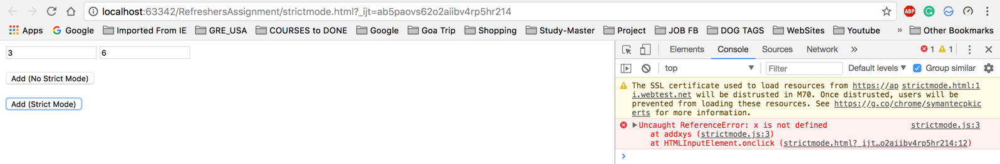 localhost:63342/RefreshersAssignment/strictmode.html?_ijt=ab5paovs62o2aiibv4rp5hr214
ABP
Apps Google Imported From IE GRE_USA COURSES to DONE Google Goa Trip Shopping Study-Master Project JOB FB DOG TAGS WebSites Youtube » Other Bookmarks
3 6
Add (No Strict Mode)
Add (Strict Mode)
Elements Console Sources Network » 1 1
top Filter Default levels Group similar
The SSL certificate used to load resources from https://ap strictmode.html:1
i.webtest.net will be distrusted in M70. Once distrusted, users will be
prevented from loading these resources. See https://g.co/chrome/symantecpkic
erts for more information.
Uncaught ReferenceError: x is not defined strictmode.js:3
at addxys (strictmode.js:3)
at HTMLInputElement.onclick (strictmode.html?_ijt…o2aiibv4rp5hr214:12)